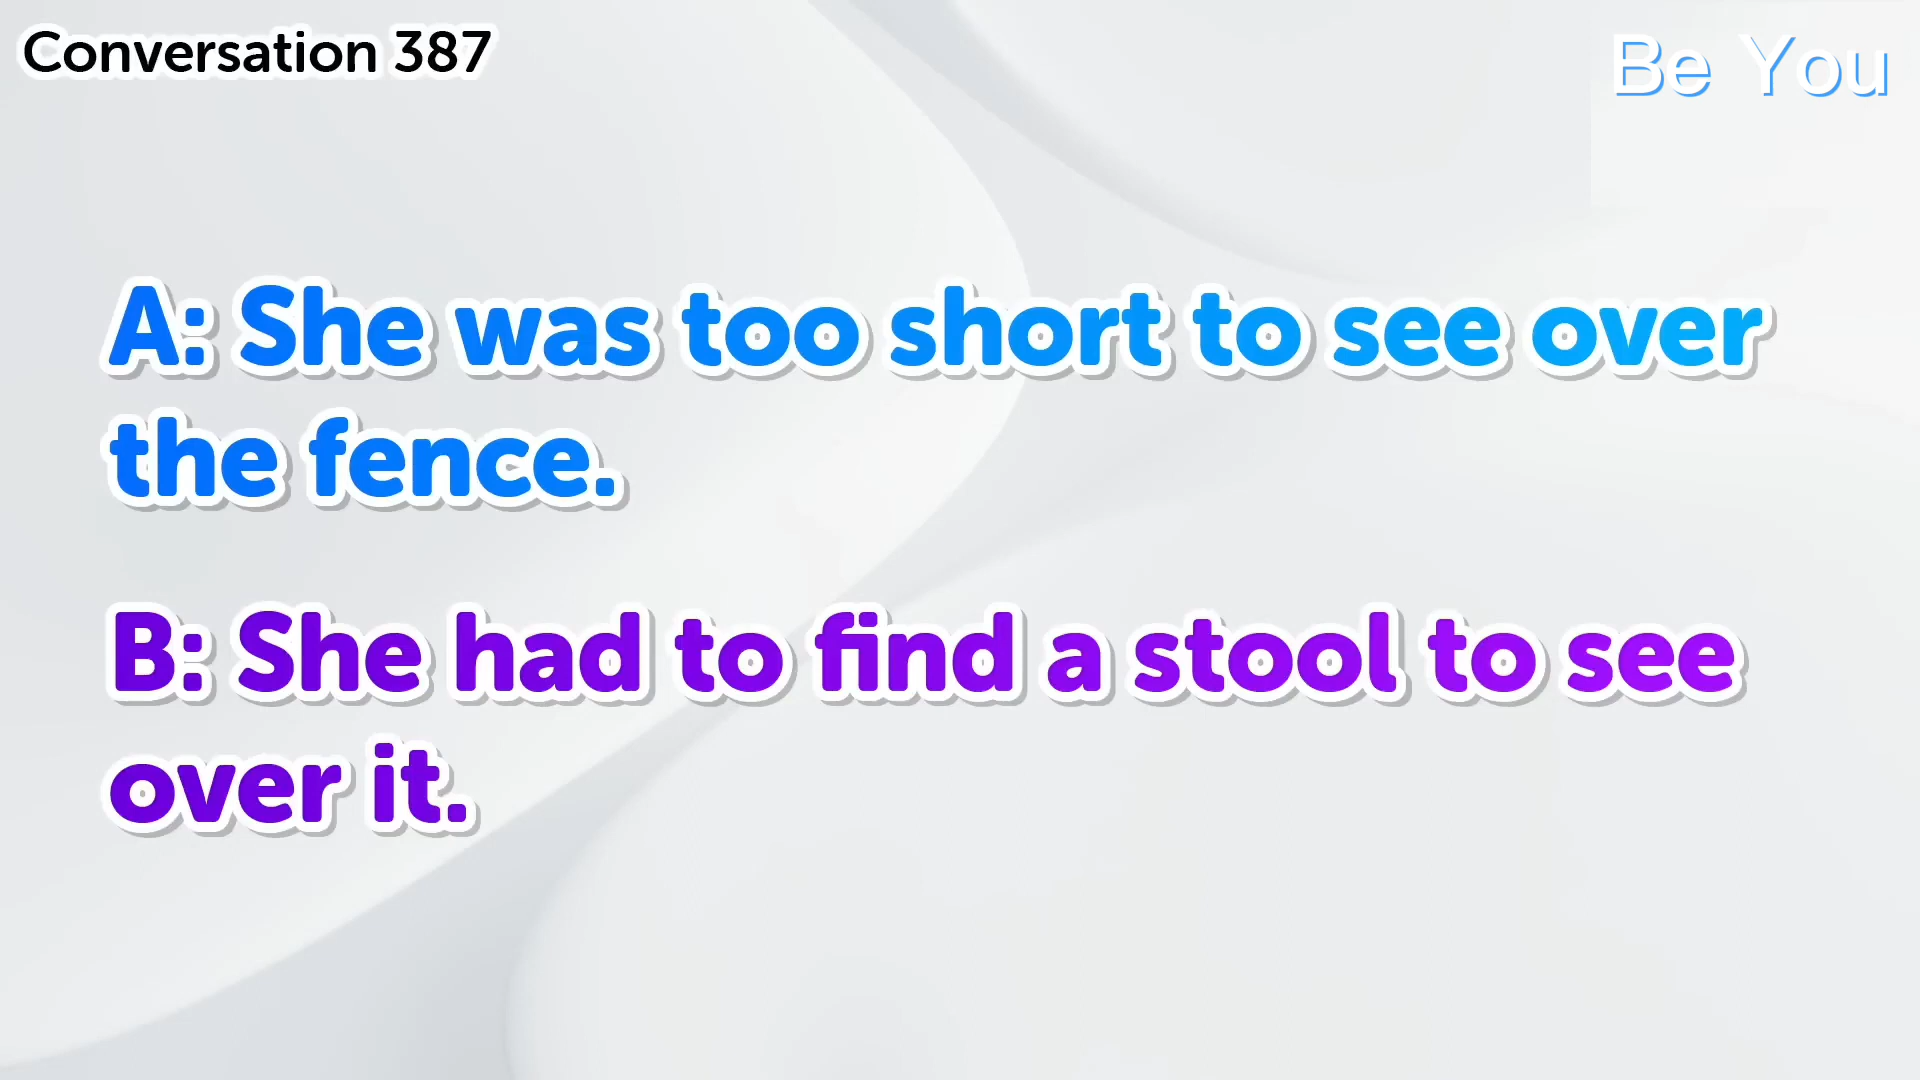 Conversation 387
Be You
A: She was too short to see over
the fence.
B: She had to find a stool to see
over it.